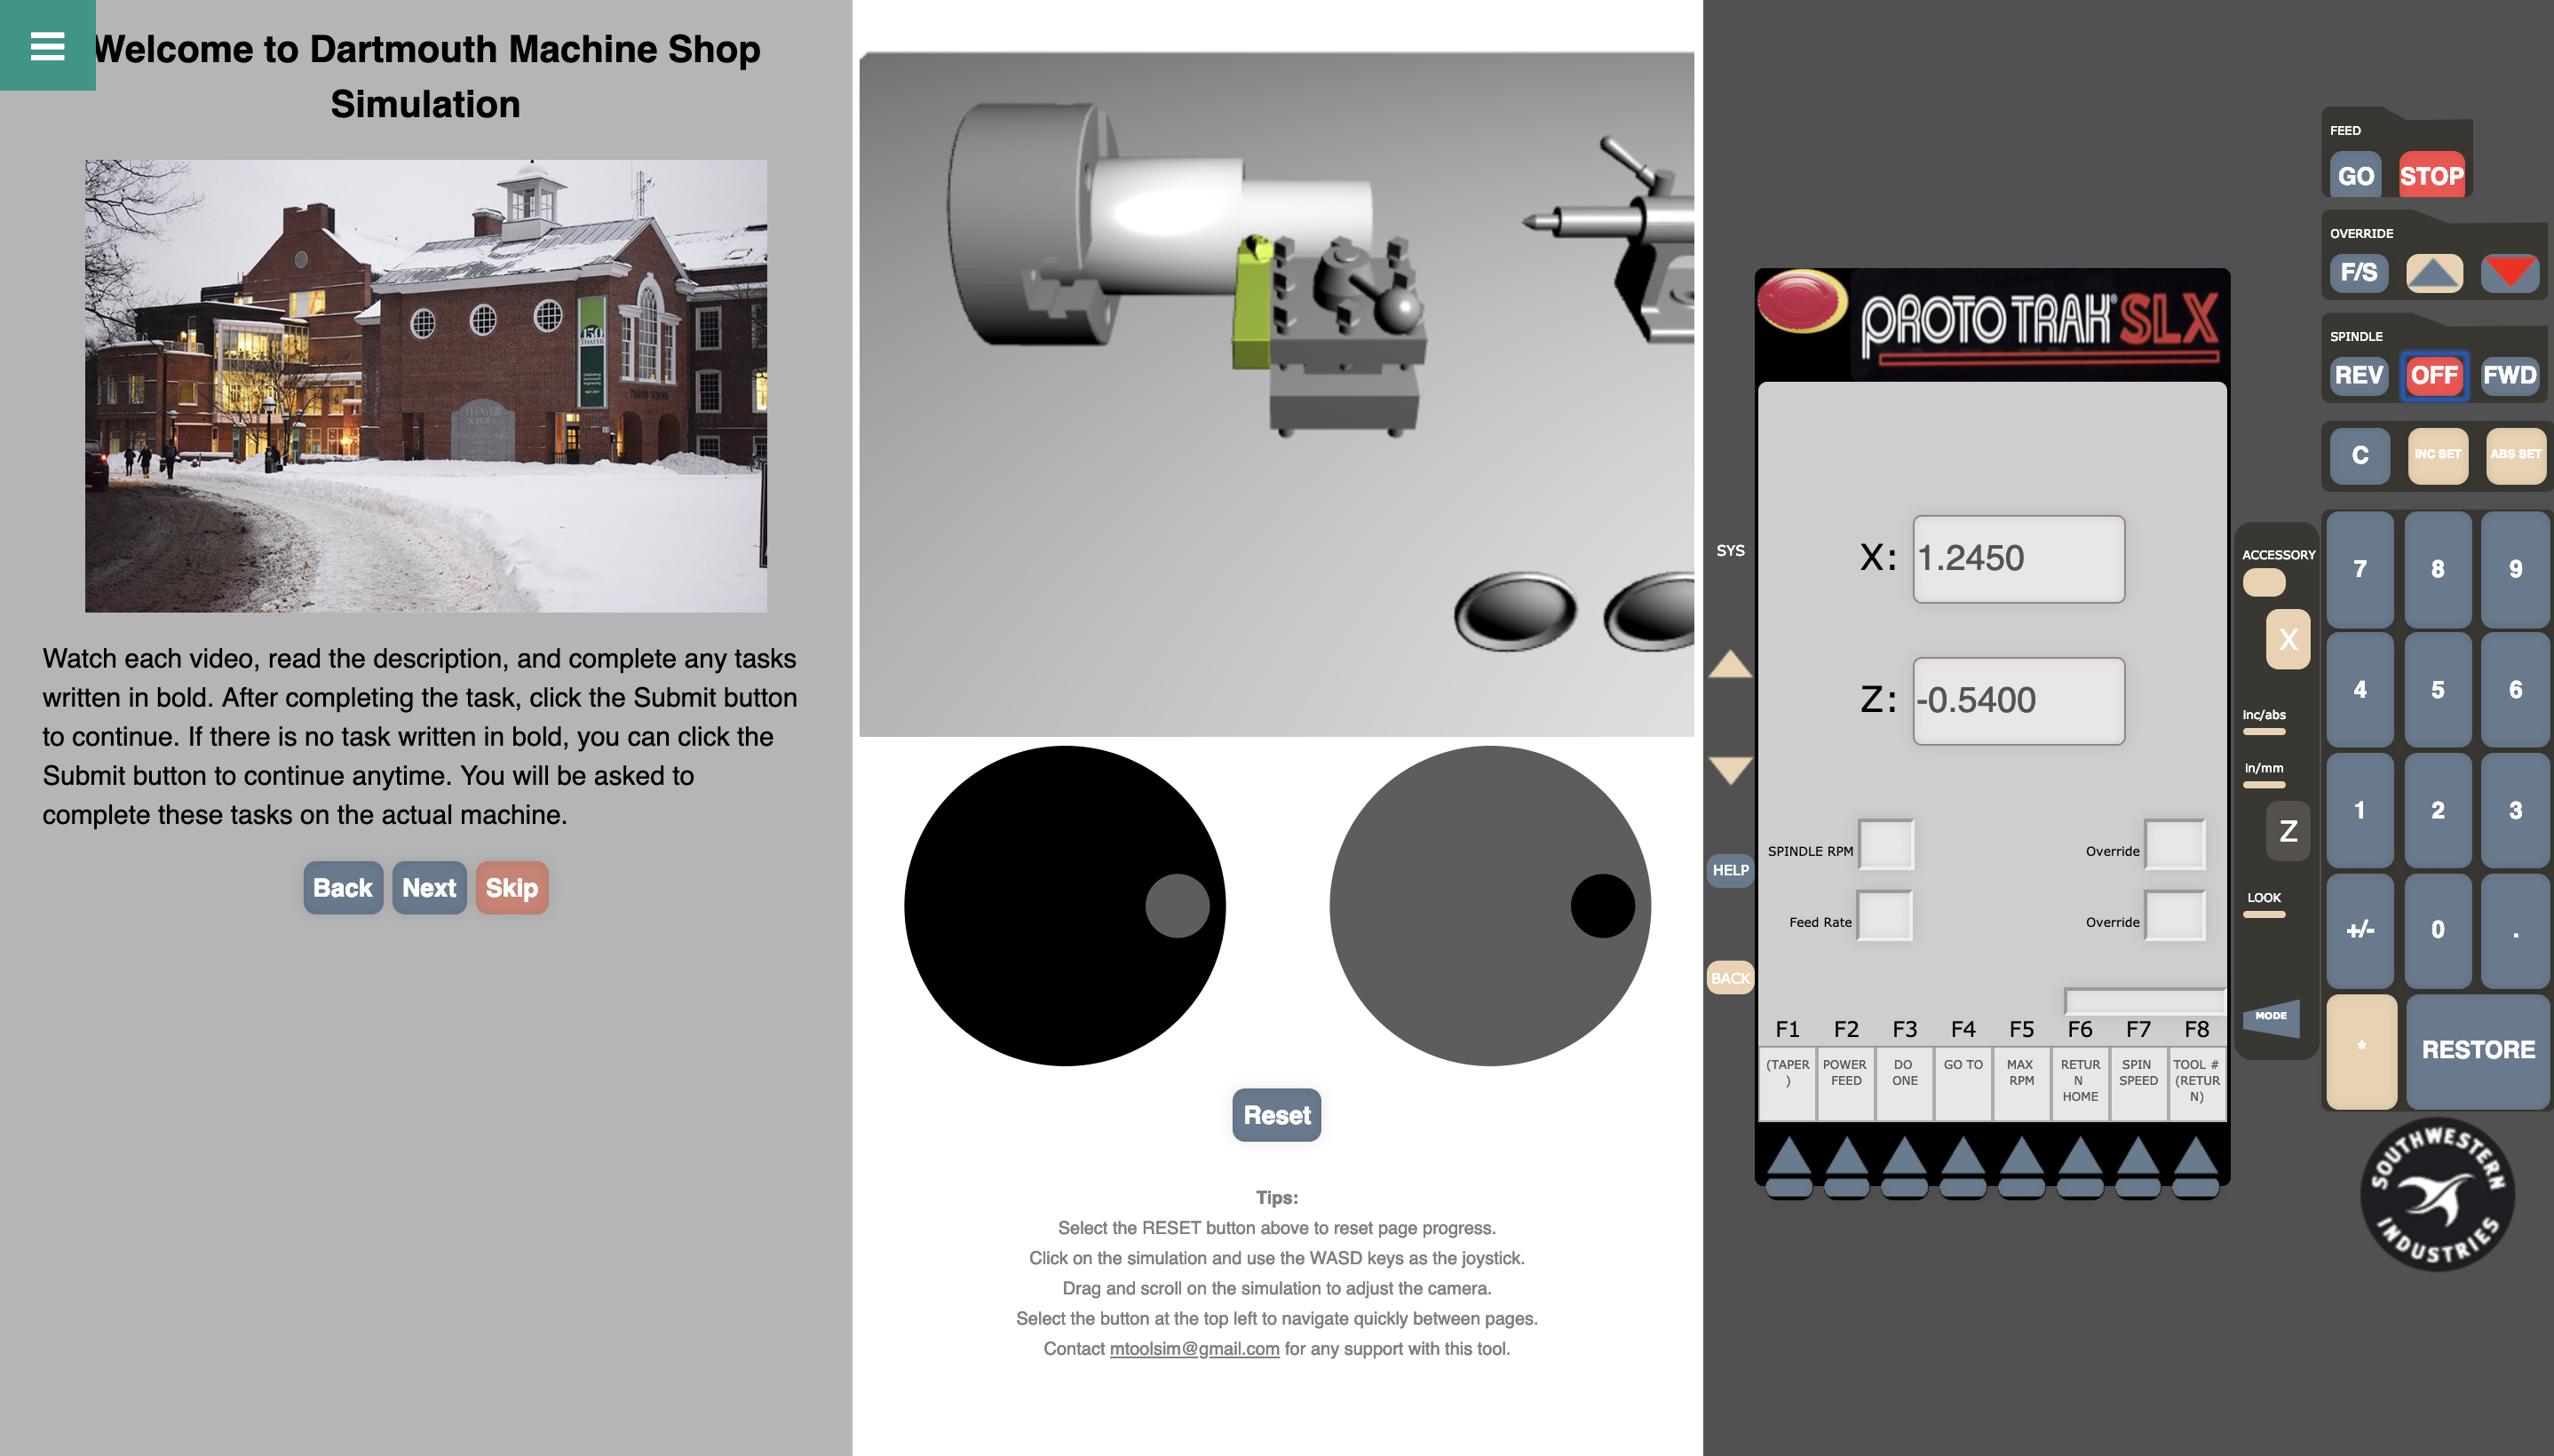 Welcome to Dartmouth Machine Shop
Simulation
150
THAYER
Watch each video, read the description, and complete any tasks
written in bold. After completing the task, click the Submit button
to continue. If there is no task written in bold, you can click the
Submit button to continue anytime. You will be asked to
complete these tasks on the actual machine.
Back Next Skip
Reset
Tips:
Select the RESET button above to reset page progress.
Click on the simulation and use the WASD keys as the joystick.
Drag and scroll on the simulation to adjust the camera.
Select the button at the top left to navigate quickly between pages.
Contact mtoolsim@gmail.com for any support with this tool.
SYS
HELP
BACK
PROTOTRAK® SLX
X: 1.2450
Z: -0.5400
SPINDLE RPM
Override
Feed Rate
Override
F1 F2 F3 F4 F5 F6 F7 F8
(TAPER
)
POWER
FEED
DO
ONE
GO TO
MAX
RPM
RETUR
N
HOME
SPIN
SPEED
TOOL #
(RETUR
N)
FEED
GO STOP
OVERRIDE
F/S
SPINDLE
REV OFF FWD
C INC SET ABS SET
ACCESSORY
X
inc/abs
in/mm
Z
LOOK
MODE
7 8 9
4 5 6
1 2 3
+/- 0 .
* RESTORE
SOUTHWESTERN
INDUSTRIES